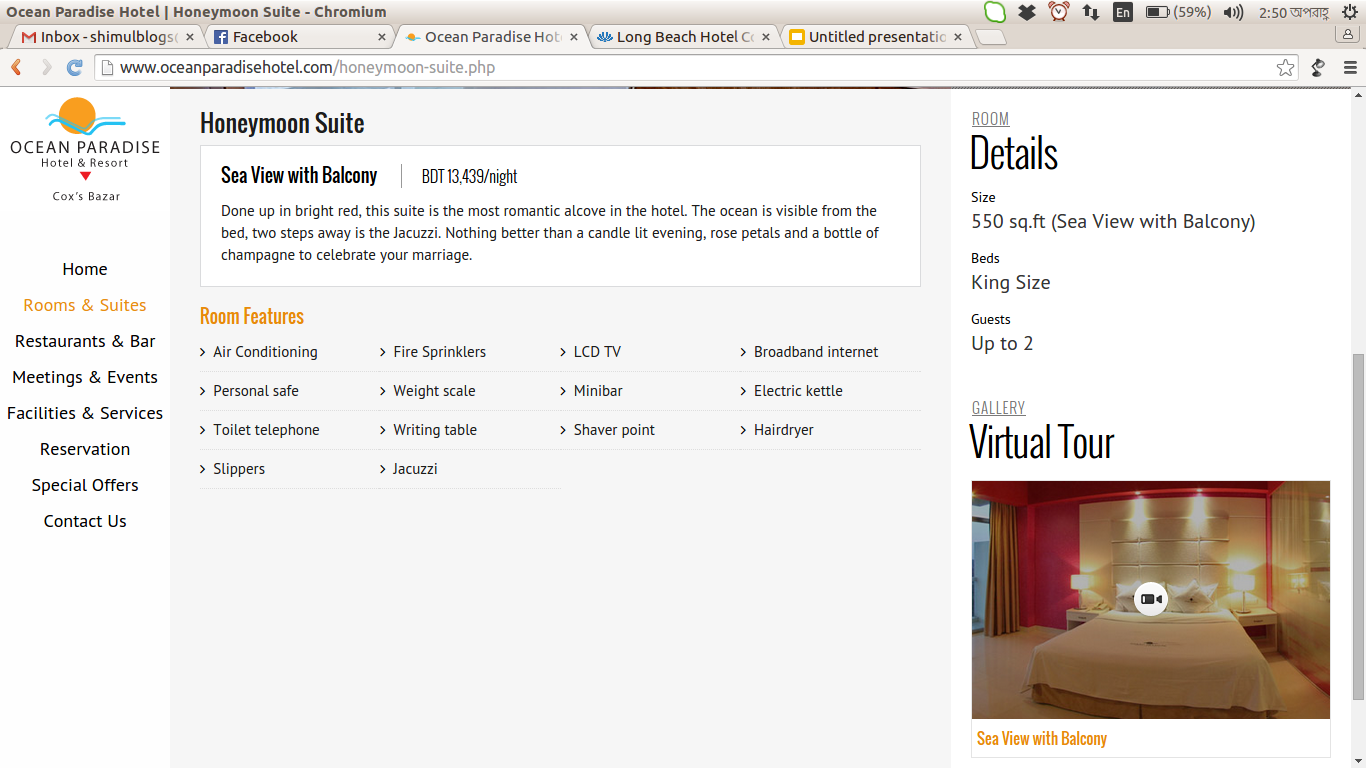 Ocean Paradise Hotel | Honeymoon Suite - Chromium
En
(59%)
2:50 অপরাহ্ণ
Inbox - shimulblogs
Facebook
Ocean Paradise Hot
Long Beach Hotel C
Untitled presentatio
www.oceanparadisehotel.com/honeymoon-suite.php
OCEAN PARADISE
Hotel & Resort
Cox's Bazar
Home
Rooms & Suites
Restaurants & Bar
Meetings & Events
Facilities & Services
Reservation
Special Offers
Contact Us
Honeymoon Suite
Sea View with Balcony
BDT 13,439/night
Done up in bright red, this suite is the most romantic alcove in the hotel. The ocean is visible from the
bed, two steps away is the Jacuzzi. Nothing better than a candle lit evening, rose petals and a bottle of
champagne to celebrate your marriage.
Room Features
Air Conditioning
Fire Sprinklers
LCD TV
Broadband internet
Personal safe
Weight scale
Minibar
Electric kettle
Toilet telephone
Writing table
Shaver point
Hairdryer
Slippers
Jacuzzi
ROOM
Details
Size
550 sq.ft (Sea View with Balcony)
Beds
King Size
Guests
Up to 2
GALLERY
Virtual Tour
Sea View with Balcony